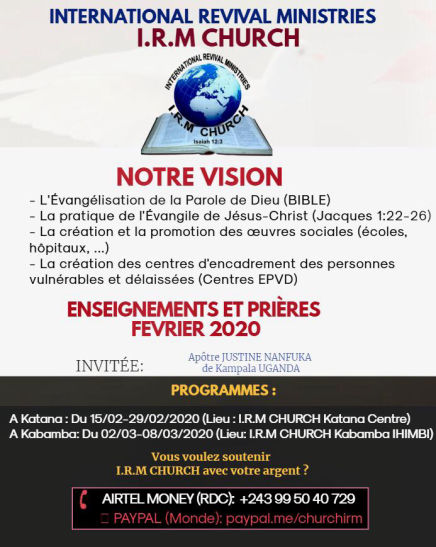 INTERNATIONAL REVIVAL MINISTRIES
I.R.M CHURCH
INTERNATIONAL REVIVAL MINISTRIES
I.R.M CHURCH
Isaiah 12:3
NOTRE VISION
- L'Évangélisation de la Parole de Dieu (BIBLE)
- La pratique de l'Évangile de Jésus-Christ (Jacques 1:22-26)
- La création et la promotion des œuvres sociales (écoles,
hôpitaux, ...)
- La création des centres d'encadrement des personnes
vulnérables et délaissées (Centres EPVD)
ENSEIGNEMENTS ET PRIÈRES
FEVRIER 2020
INVITÉE:
Apôtre JUSTINE NANFUKA
de Kampala UGANDA
PROGRAMMES :
A Katana : Du 15/02-29/02/2020 (Lieu : I.R.M CHURCH Katana Centre)
A Kabamba: Du 02/03-08/03/2020 (Lieu: I.R.M CHURCH Kabamba IHIMBI)
Vous voulez soutenir
I.R.M CHURCH avec votre argent ?
AIRTEL MONEY (RDC): +243 99 50 40 729
PAYPAL (Monde): paypal.me/churchirm